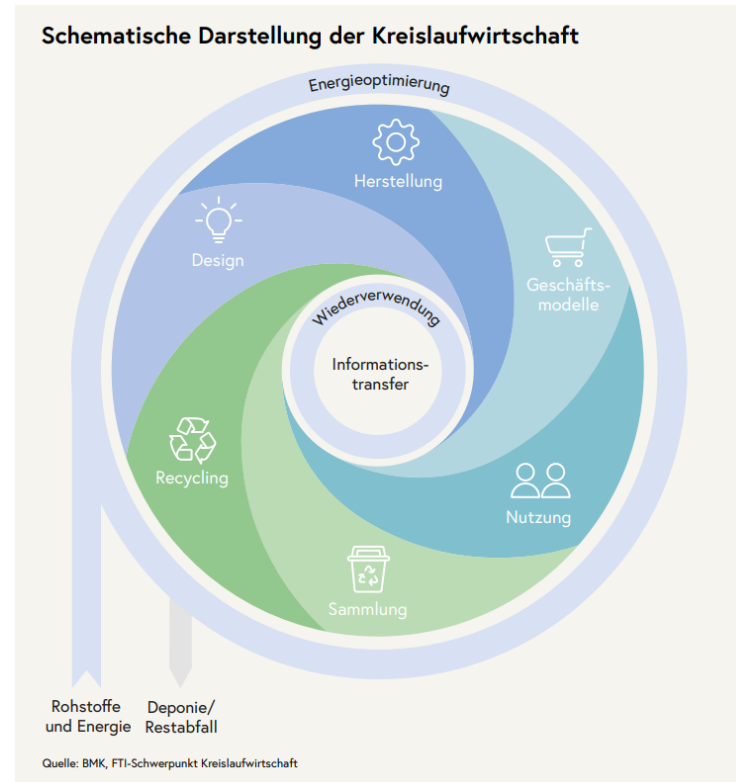 Schematische Darstellung der Kreislaufwirtschaft
Energieoptimierung
Herstellung
Design
Geschäfts-
modelle
Wiederverwendung
Informations-
transfer
Recycling
Nutzung
Sammlung
Rohstoffe
und Energie
Deponie/
Restabfall
Quelle: BMK, FTI-Schwerpunkt Kreislaufwirtschaft